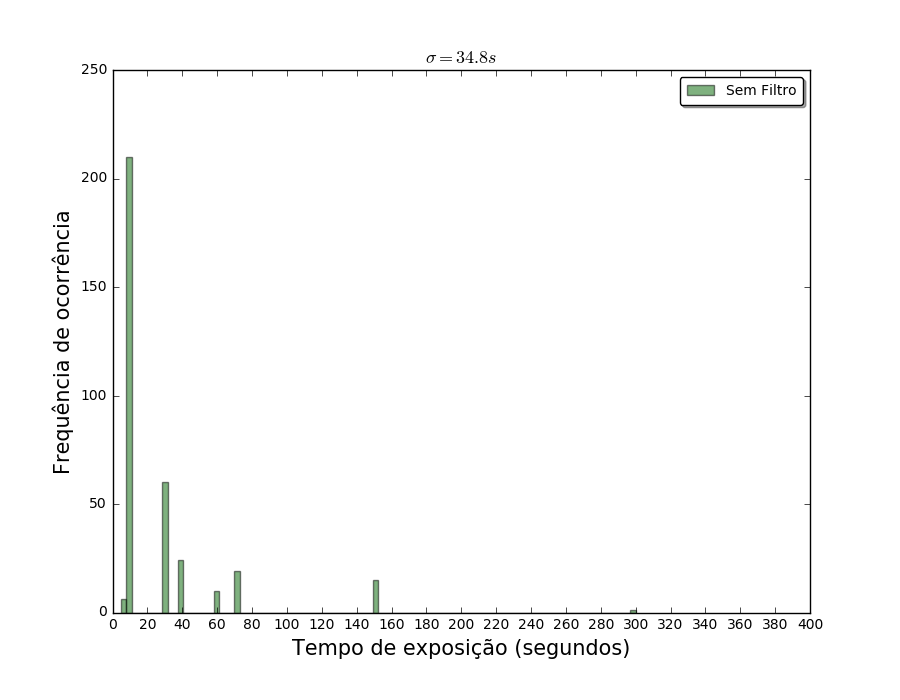 σ = 34.8s
Sem Filtro
250
200
150
100
50
0
Frequência de ocorrência
0 20 40 60 80 100 120 140 160 180 200 220 240 260 280 300 320 340 360 380 400
Tempo de exposição (segundos)